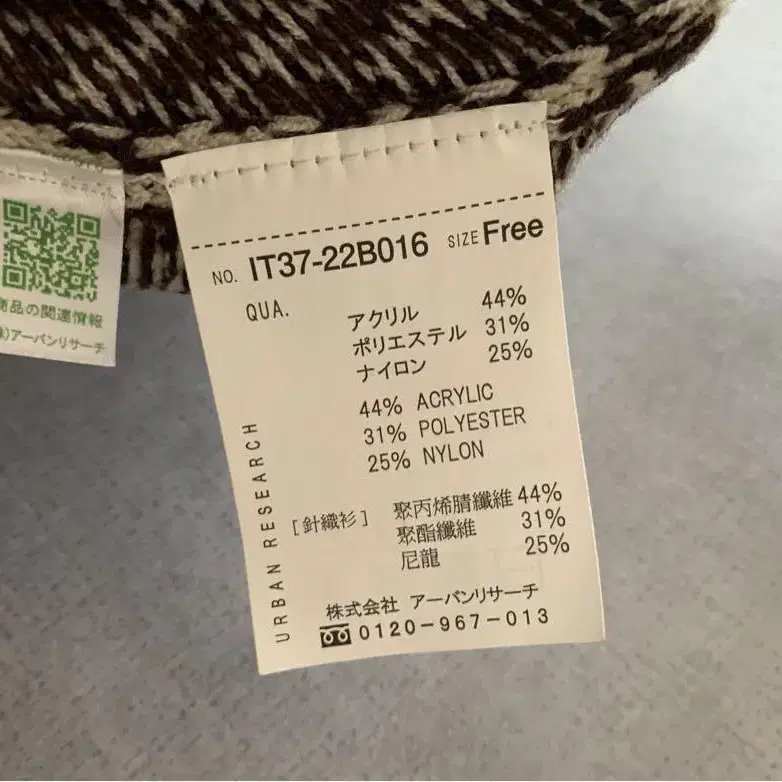 NO. IT37-22B016 SIZE Free
QUA.
アクリル 44%
ポリエステル 31%
ナイロン 25%
44% ACRYLIC
31% POLYESTER
25% NYLON
[針織衫] 聚丙烯腈纖維 44%
聚酯纖維 31%
尼龍 25%
URBAN RESEARCH
株式会社 アーバンリサーチ
0120-967-013
商品の関連情報
(株)アーバンリサーチ